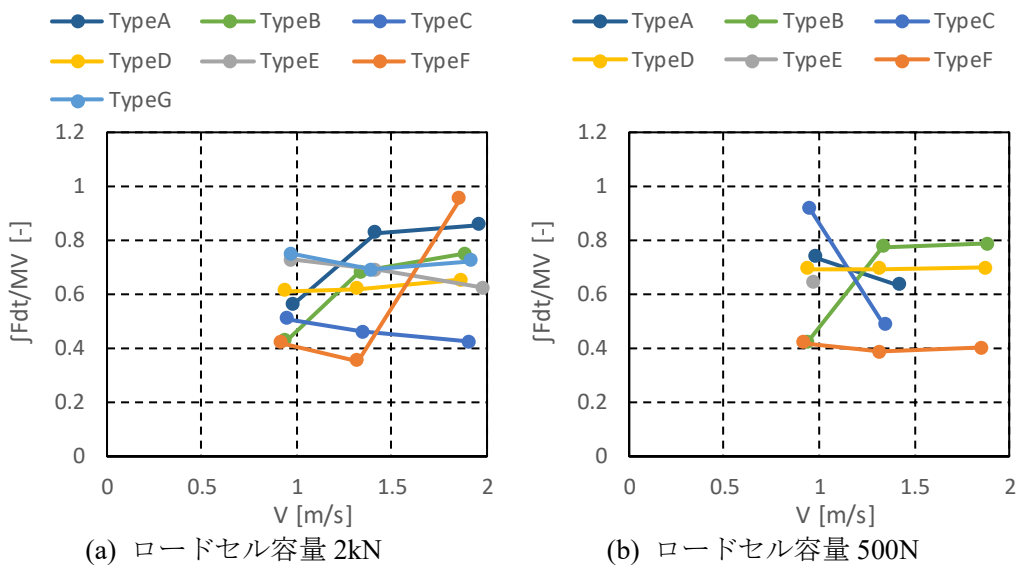 TypeA TypeB TypeC
TypeD TypeE TypeF
TypeG
∫Fdt/MV [-]
1.2
1
0.8
0.6
0.4
0.2
0
0 0.5 1 1.5 2
V [m/s]
(a) ロードセル容量 2kN
TypeA TypeB TypeC
TypeD TypeE TypeF
∫Fdt/MV [-]
1.2
1
0.8
0.6
0.4
0.2
0
0 0.5 1 1.5 2
V [m/s]
(b) ロードセル容量 500N